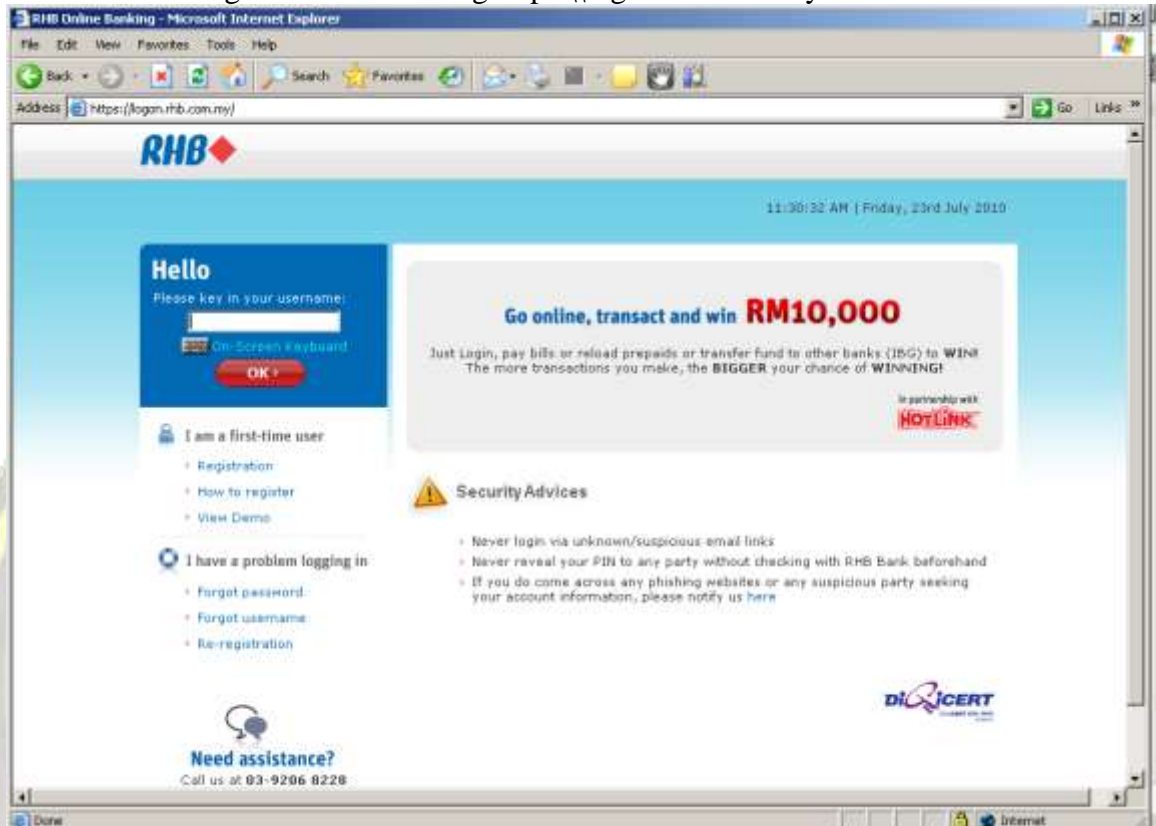 RHB Online Banking - Microsoft Internet Explorer
File Edit View Favorites Tools Help
Back Search Favorites
Address https://logon.rhb.com.my/ Go Links »
RHB
11:30:32 AM | Friday, 23rd July 2010
Hello
Please key in your username:
On-Screen Keyboard
OK
Go online, transact and win RM10,000
Just Login, pay bills or reload prepaids or transfer fund to other banks (IBG) to WIN!
The more transactions you make, the BIGGER your chance of WINNING!
In partnership with
HOTLINK
I am a first-time user
Registration
How to register
View Demo
I have a problem logging in
Forgot password
Forgot username
Re-registration
Security Advices
Never login via unknown/suspicious email links
Never reveal your PIN to any party without checking with RHB Bank beforehand
If you do come across any phishing websites or any suspicious party seeking
your account information, please notify us here
DIGICERT
Need assistance?
Call us at 03-9206 8228
Done Internet